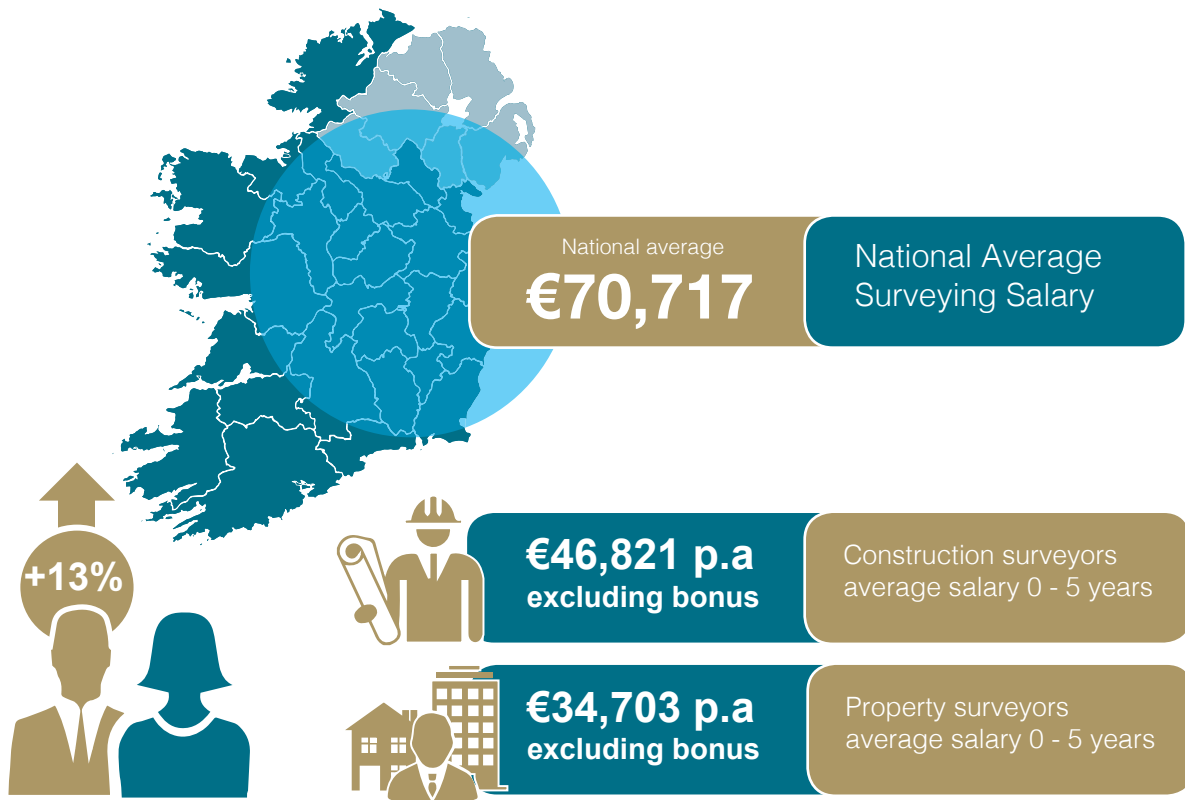 National average
€70,717
National Average
Surveying Salary
+13%
€46,821 p.a
excluding bonus
Construction surveyors
average salary 0 - 5 years
€34,703 p.a
excluding bonus
Property surveyors
average salary 0 - 5 years